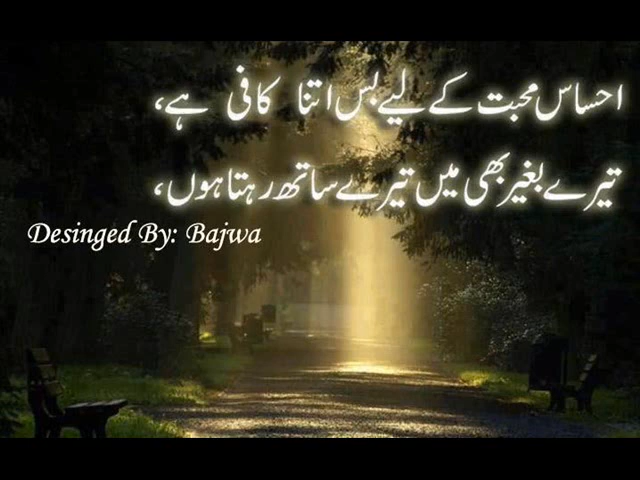 احساس محبت کے لیے بس اتنا کافی ہے،
تیرے بغیر بھی میں تیرے ساتھ رہتا ہوں،
Desinged By: Bajwa